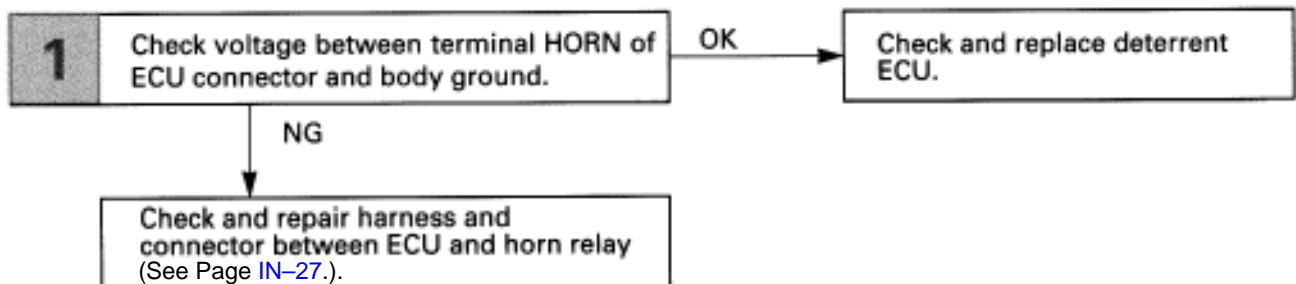 1
Check voltage between terminal HORN of
ECU connector and body ground.
OK
Check and replace deterrent
ECU.
NG
Check and repair harness and
connector between ECU and horn relay
(See Page IN–27.).